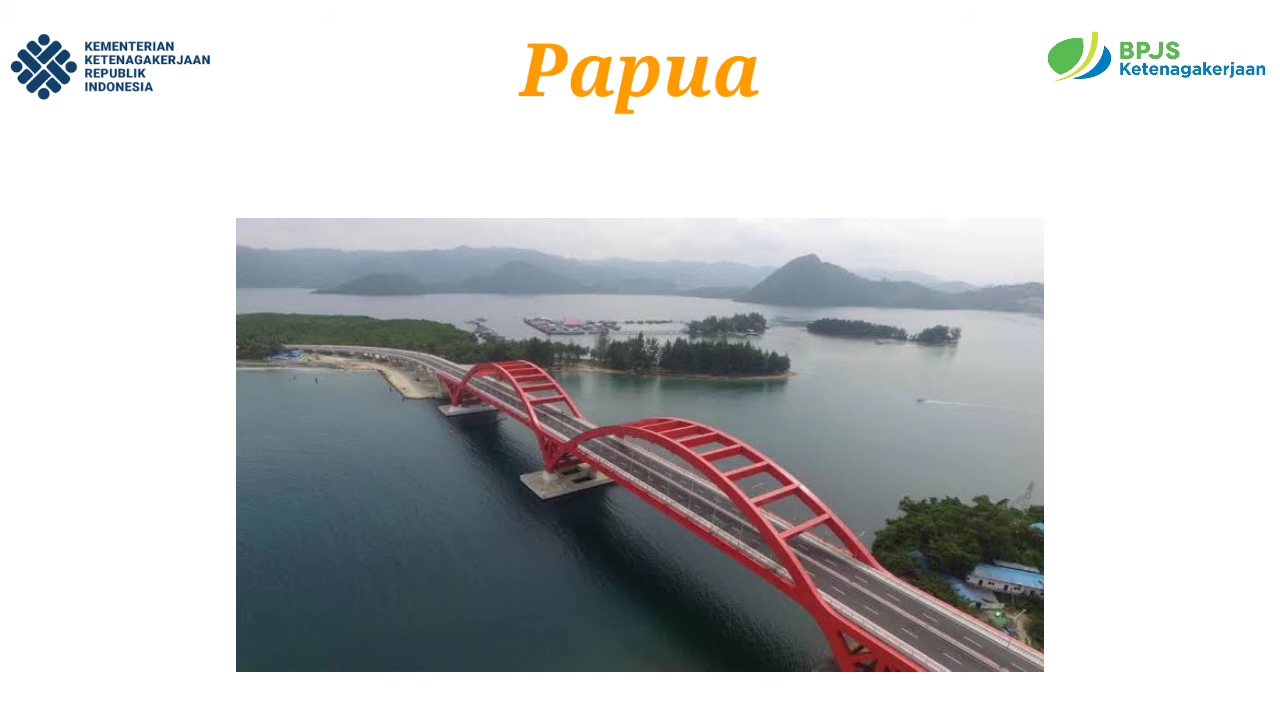 KEMENTERIAN
KETENAGAKERJAAN
REPUBLIK
INDONESIA
Papua
BPJS
Ketenagakerjaan